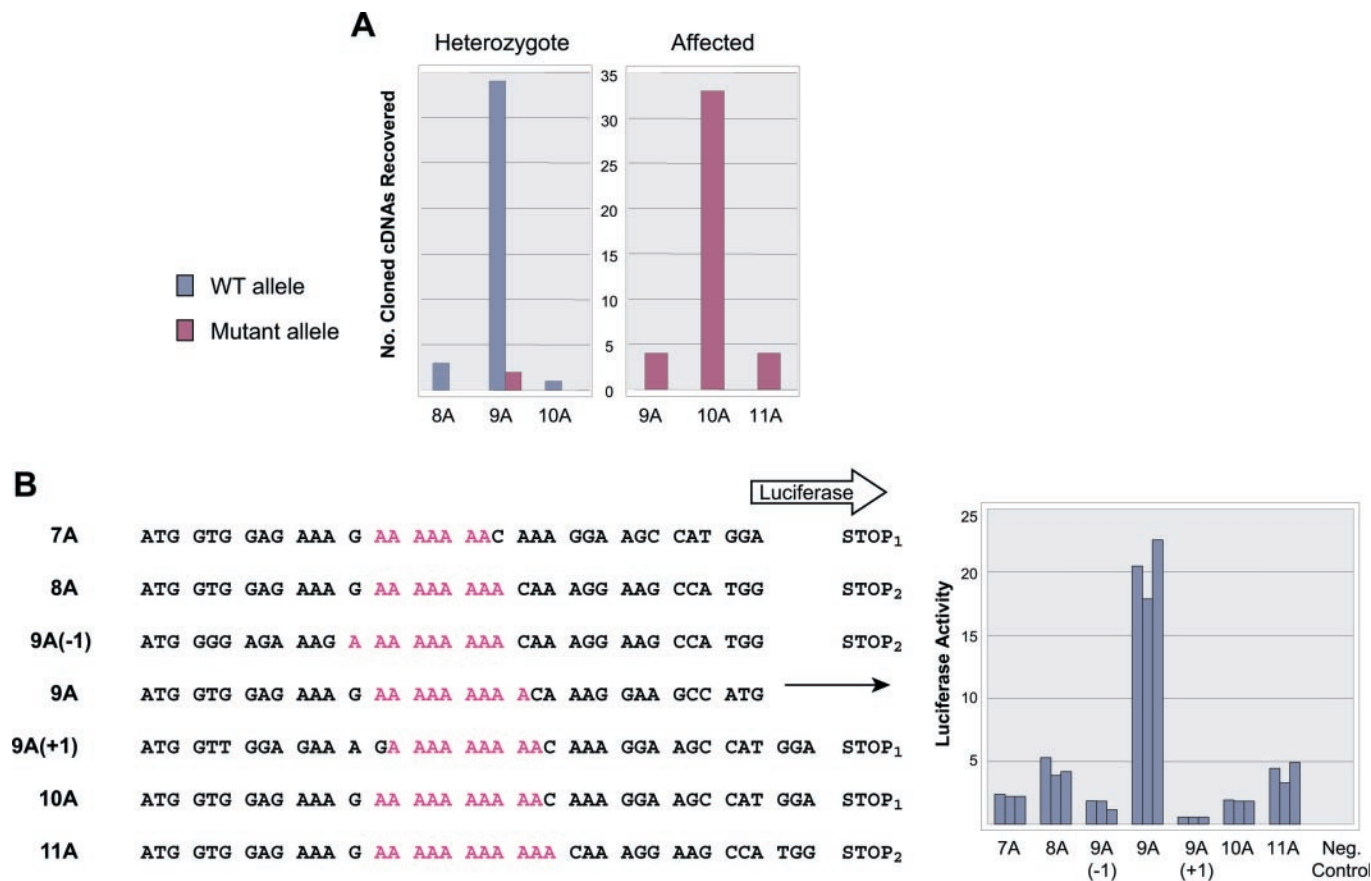 A
Heterozygote
Affected
No. Cloned cDNAs Recovered
35
30
25
20
15
10
5
0
WT allele
Mutant allele
8A
9A
10A
9A
10A
11A
B
Luciferase
7A ATG GTG GAG AAA G AA AAA AAC AAA GGA AGC CAT GGA STOP1
8A ATG GTG GAG AAA G AA AAA AAA CAA AGG AAG CCA TGG STOP2
9A(-1) ATG GGG AGA AAG A AA AAA AAA CAA AGG AAG CCA TGG STOP2
9A ATG GTG GAG AAA G AA AAA AAA ACA AAG GAA GCC ATG
9A(+1) ATG GTT GGA GAA A GA AAA AAA AAC AAA GGA AGC CAT GGA STOP1
10A ATG GTG GAG AAA G AA AAA AAA AAC AAA GGA AGC CAT GGA STOP1
11A ATG GTG GAG AAA G AA AAA AAA AAA CAA AGG AAG CCA TGG STOP2
Luciferase Activity
25
20
15
10
5
7A
8A
9A (-1)
9A
9A (+1)
10A
11A
Neg. Control